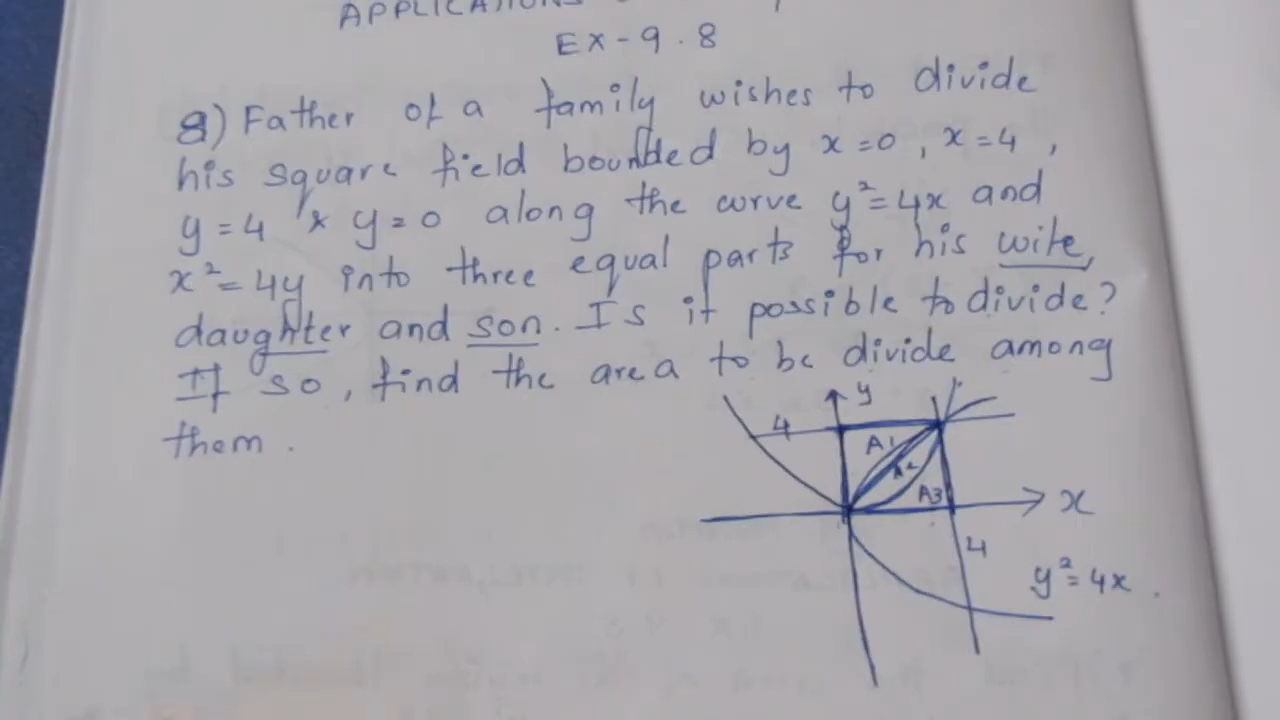 APPLICATIONS
EX-9.8
8) Father of a family wishes to divide
his square field bounded by x=0, x=4,
y=4 & y=0 along the curve y²=4x and
x²=4y into three equal parts for his wife,
daughter and son. Is it possible to divide?
If so, find the area to be divide among
them.
y
4
A1
A2
A3
x
4
y²=4x.